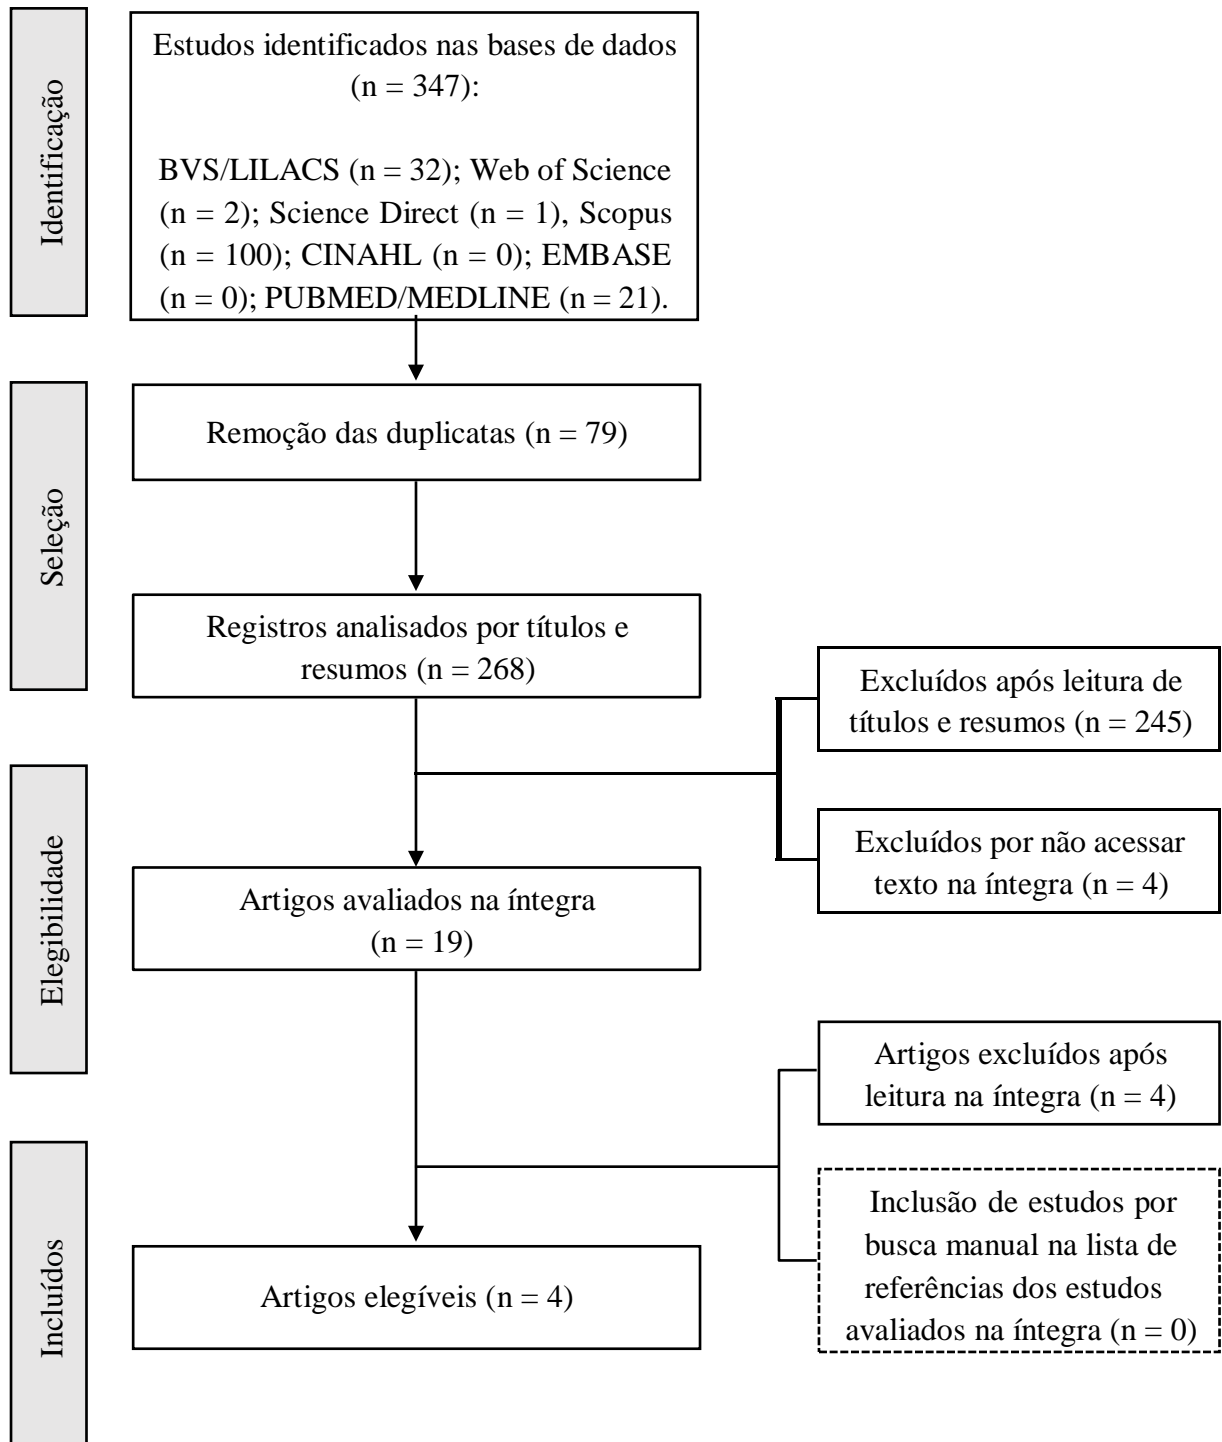 Identificação
Estudos identificados nas bases de dados
(n = 347):
BVS/LILACS (n = 32); Web of Science
(n = 2); Science Direct (n = 1), Scopus
(n = 100); CINAHL (n = 0); EMBASE
(n = 0); PUBMED/MEDLINE (n = 21).
Seleção
Remoção das duplicatas (n = 79)
Registros analisados por títulos e
resumos (n = 268)
Excluídos após leitura de
títulos e resumos (n = 245)
Excluídos por não acessar
texto na íntegra (n = 4)
Elegibilidade
Artigos avaliados na íntegra
(n = 19)
Artigos excluídos após
leitura na íntegra (n = 4)
Inclusão de estudos por
busca manual na lista de
referências dos estudos
avaliados na íntegra (n = 0)
Incluídos
Artigos elegíveis (n = 4)